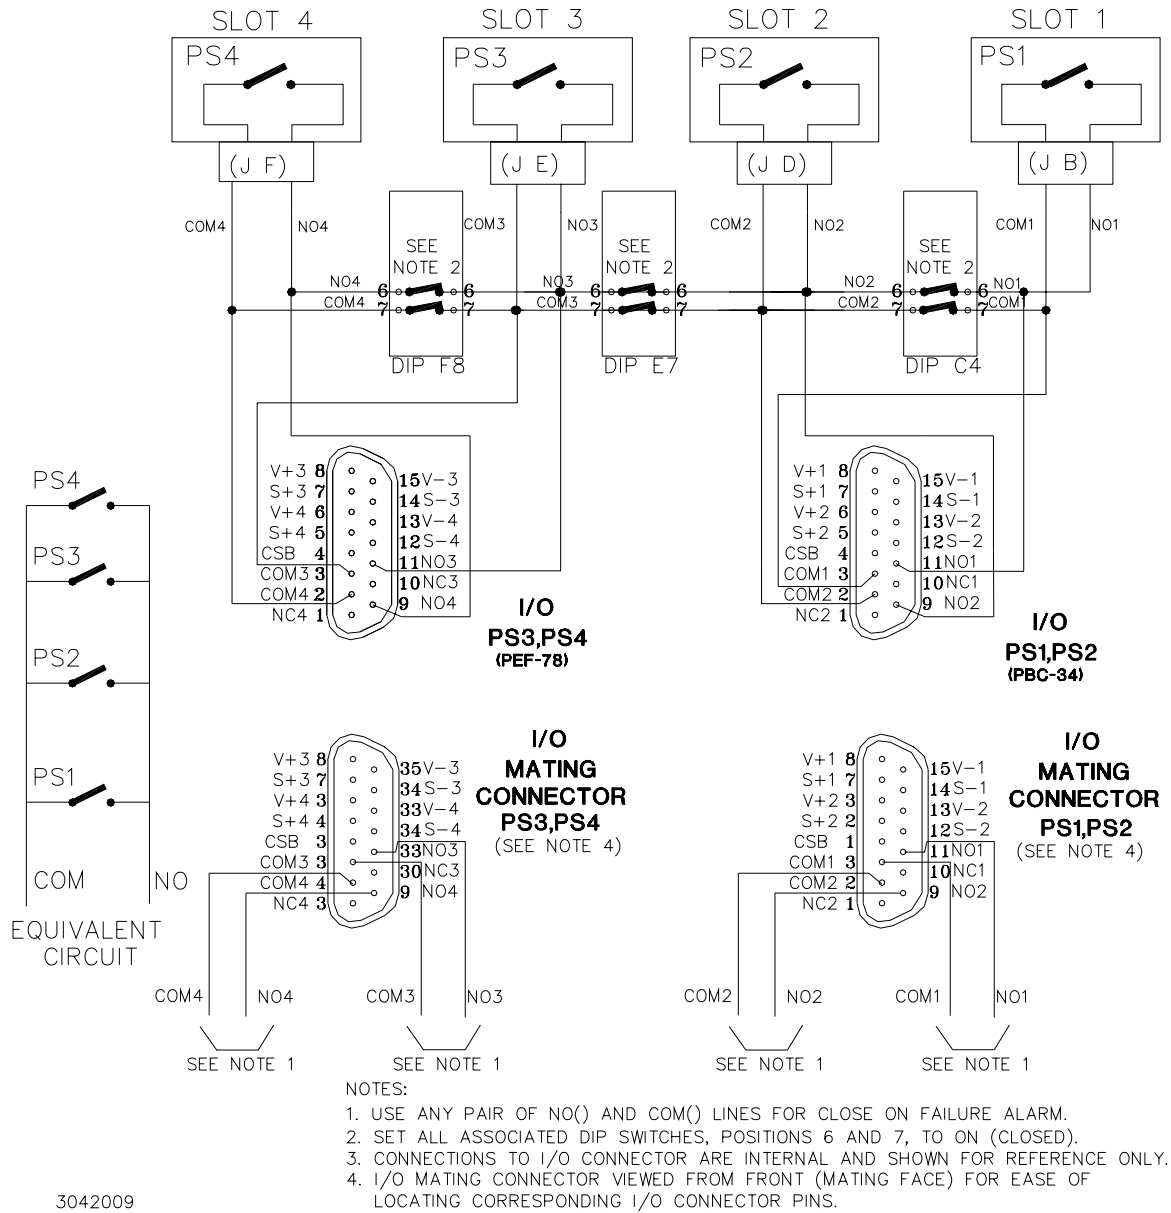 SLOT 4
SLOT 3
SLOT 2
SLOT 1
PS4
PS3
PS2
PS1
(J F)
(J E)
(J D)
(J B)
COM4
NO4
COM3
NO3
COM2
NO2
COM1
NO1
SEE NOTE 2
SEE NOTE 2
SEE NOTE 2
NO4 6 6 NO3 6 6 NO2 6 6 NO1
COM4 7 7 COM3 7 7 COM2 7 7 COM1
DIP F8
DIP E7
DIP C4
V+3 8
S+3 7
V+4 6
S+4 5
CSB 4
COM3 3
COM4 2
NC4 1
15 V-3
14 S-3
13 V-4
12 S-4
11 NO3
10 NC3
9 NO4
I/O
PS3,PS4
(PEF-78)
V+1 8
S+1 7
V+2 6
S+2 5
CSB 4
COM1 3
COM2 2
NC2 1
15 V-1
14 S-1
13 V-2
12 S-2
11 NO1
10 NC1
9 NO2
I/O
PS1,PS2
(PBC-34)
PS4
PS3
PS2
PS1
COM
NO
EQUIVALENT
CIRCUIT
V+3 8
S+3 7
V+4 3
S+4 4
CSB 3
COM3 3
COM4 4
NC4 3
35 V-3
34 S-3
33 V-4
34 S-4
33 NO3
30 NC3
9 NO4
I/O
MATING
CONNECTOR
PS3,PS4
(SEE NOTE 4)
V+1 8
S+1 7
V+2 3
S+2 2
CSB 1
COM1 3
COM2 2
NC2 1
15 V-1
14 S-1
13 V-2
12 S-2
11 NO1
10 NC1
9 NO2
I/O
MATING
CONNECTOR
PS1,PS2
(SEE NOTE 4)
COM4
NO4
COM3
NO3
COM2
NO2
COM1
NO1
SEE NOTE 1
SEE NOTE 1
SEE NOTE 1
SEE NOTE 1
NOTES:
1. USE ANY PAIR OF NO() AND COM() LINES FOR CLOSE ON FAILURE ALARM.
2. SET ALL ASSOCIATED DIP SWITCHES, POSITIONS 6 AND 7, TO ON (CLOSED).
3. CONNECTIONS TO I/O CONNECTOR ARE INTERNAL AND SHOWN FOR REFERENCE ONLY.
4. I/O MATING CONNECTOR VIEWED FROM FRONT (MATING FACE) FOR EASE OF
LOCATING CORRESPONDING I/O CONNECTOR PINS.
3042009